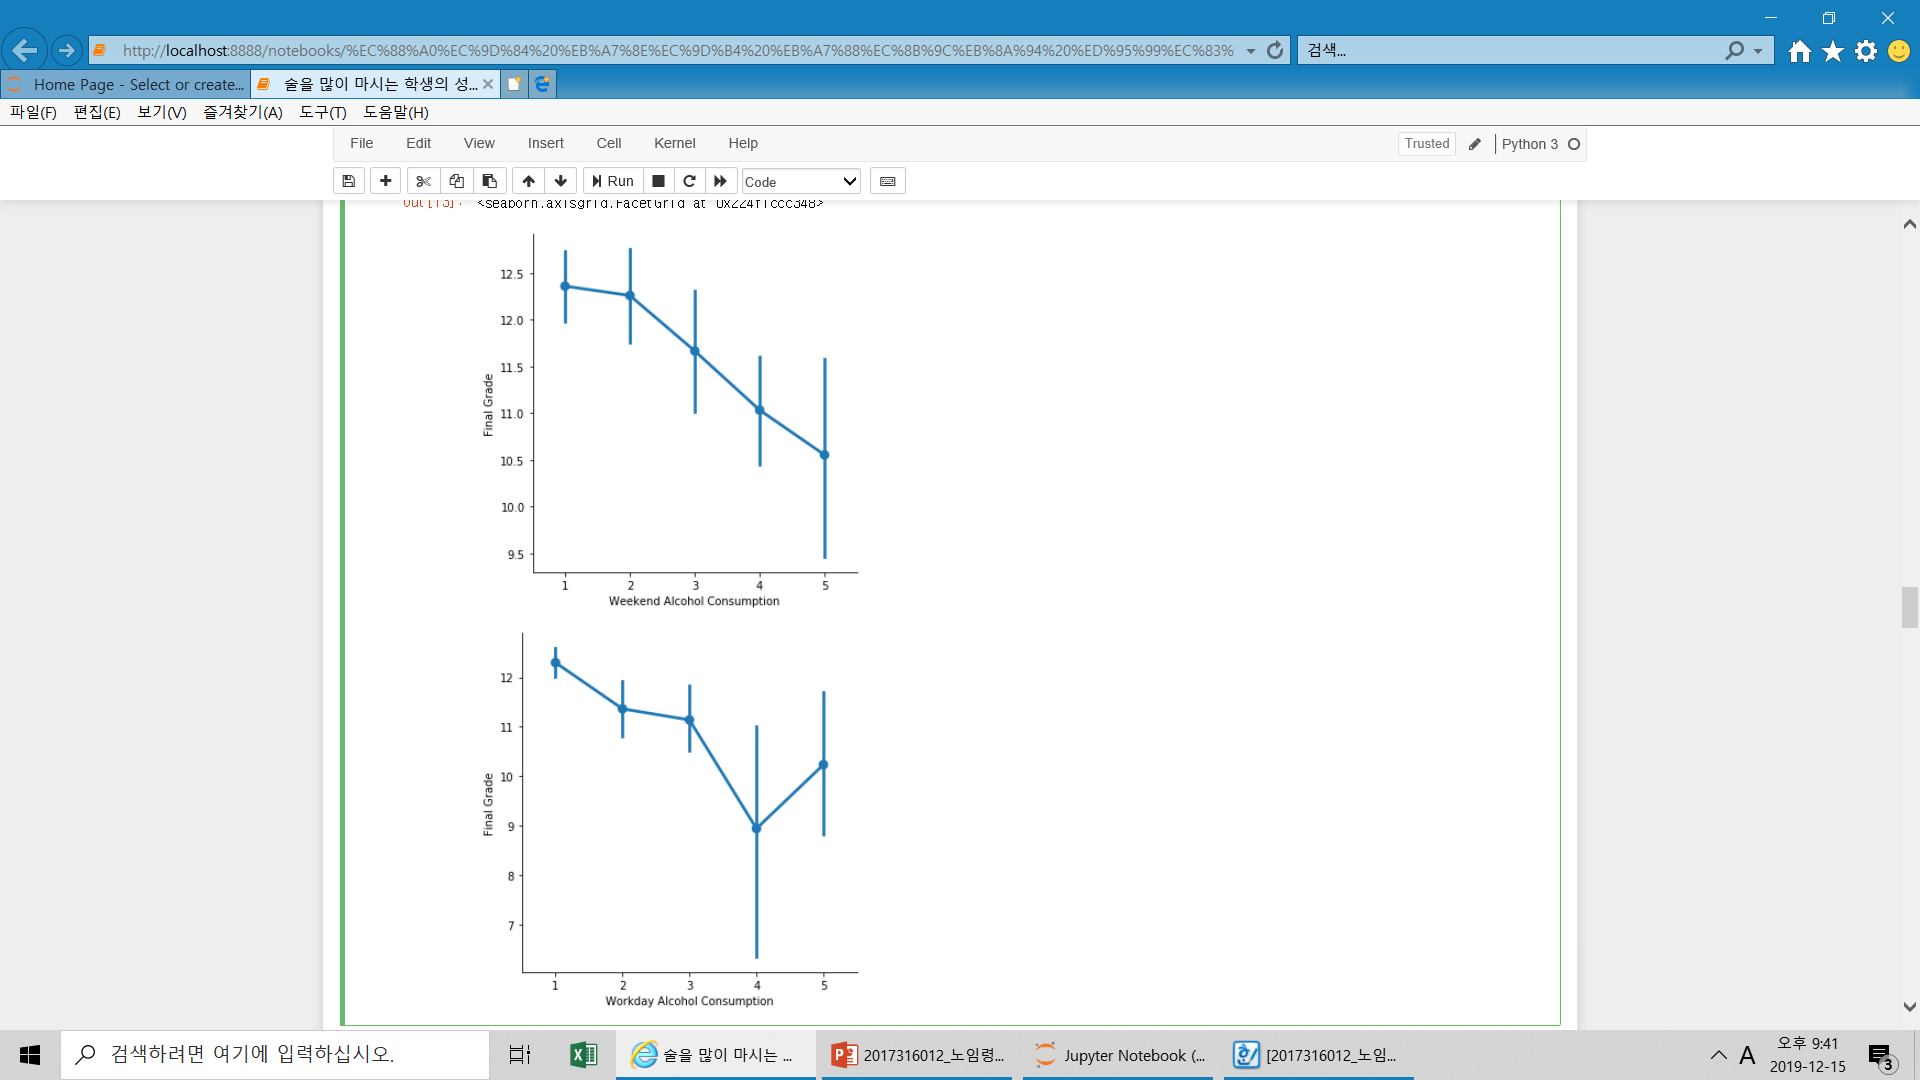 http://localhost:8888/notebooks/%EC%88%A0%EC%9D%84%20%EB%A7%8E%EC%9D%B4%20%EB%A7%88%EC%8B%9C%EB%8A%94%20%ED%95%99%EC%83%
검색...
Home Page - Select or create...
술을 많이 마시는 학생의 성...
파일(F) 편집(E) 보기(V) 즐겨찾기(A) 도구(T) 도움말(H)
File Edit View Insert Cell Kernel Help
Trusted
Python 3
Run
Code
Out[13]: <seaborn.axisgrid.FacetGrid at 0x224f1ccc348>
12.5
12.0
11.5
11.0
10.5
10.0
9.5
Final Grade
1 2 3 4 5
Weekend Alcohol Consumption
12
11
10
9
8
7
Final Grade
1 2 3 4 5
Workday Alcohol Consumption
검색하려면 여기에 입력하십시오.
술을 많이 마시는 ...
2017316012_노임령...
Jupyter Notebook (...
[2017316012_노임...
A
오후 9:41
2019-12-15
3